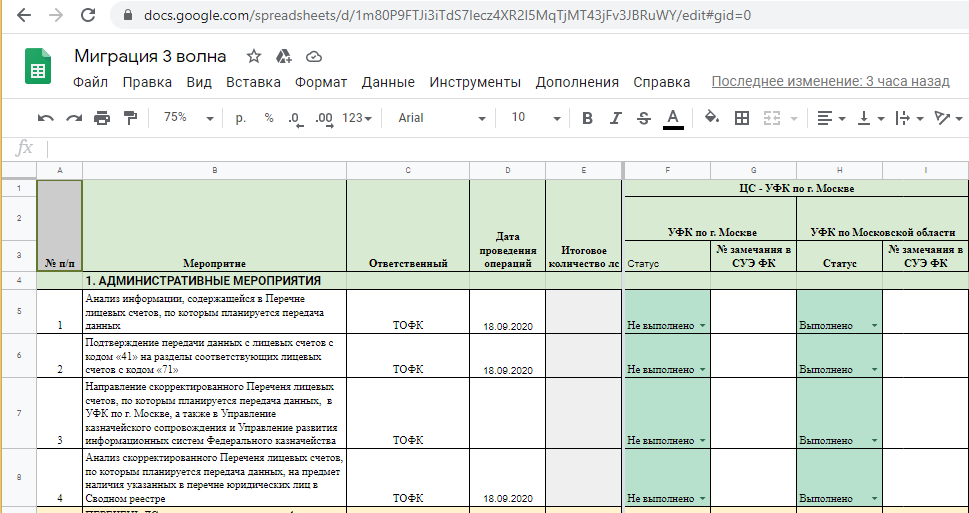 docs.google.com/spreadsheets/d/1m80P9FTJi3iTdS7Iecz4XR2I5MqTjMT43jFv3JBRuWY/edit#gid=0
Миграция 3 волна
Файл Правка Вид Вставка Формат Данные Инструменты Дополнения Справка Последнее изменение: 3 часа назад
75% р. % .0 .00 123 Arial 10 B I S A
fx
A B C D E F G H I
1 ЦС - УФК по г. Москве
2 УФК по г. Москве УФК по Московской области
3 № п/п Меропритие Ответственный Дата проведения операций Итоговое количество лс Статус № замечания в СУЭ ФК Статус № замечания в СУЭ ФК
4 1. АДМИНИСТРАТИВНЫЕ МЕРОПРИЯТИЯ
Анализ информации, содержащейся в Перечне
5 лицевых счетов, по которым планируется передача
1 данных ТОФК 18.09.2020 Не выполнено Выполнено
Подтверждение передачи данных с лицевых счетов с
6 кодом «41» на разделы соответствующих лицевых
2 счетов с кодом «71» ТОФК 18.09.2020 Не выполнено Выполнено
Направление скорректированного Переченя лицевых
счетов, по которым планируется передача данных, в
7 УФК по г. Москве, а также в Управление
казначейского сопровождения и Управление развития
3 информационных систем Федерального казначейства ТОФК Не выполнено Выполнено
Анализ скорректированного Переченя лицевых счетов,
8 по которым планируется передача данных, на предмет
наличия указанных в перечне юридических лиц в
4 Сводном реестре ТОФК 18.09.2020 Не выполнено Выполнено